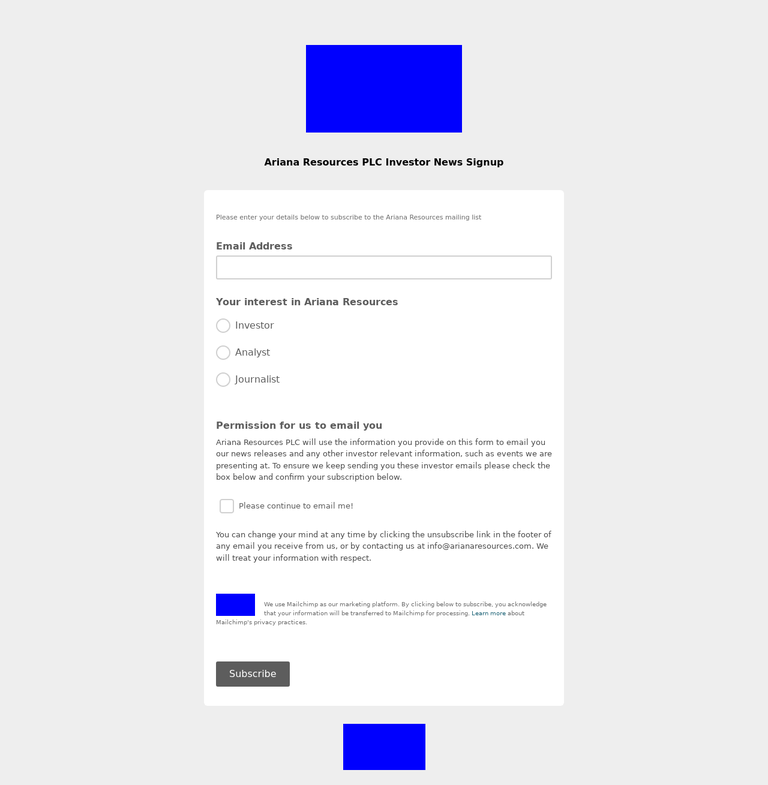 Ariana Resources PLC Investor News Signup
Please enter your details below to subscribe to the Ariana Resources mailing list
Email Address
Your interest in Ariana Resources
Investor
Analyst
Journalist
Permission for us to email you
Ariana Resources PLC will use the information you provide on this form to email you
our news releases and any other investor relevant information, such as events we are
presenting at. To ensure we keep sending you these investor emails please check the
box below and confirm your subscription below.
Please continue to email me!
You can change your mind at any time by clicking the unsubscribe link in the footer of
any email you receive from us, or by contacting us at info@arianaresources.com. We
will treat your information with respect.
We use Mailchimp as our marketing platform. By clicking below to subscribe, you acknowledge
that your information will be transferred to Mailchimp for processing. Learn more about
Mailchimp's privacy practices.
Subscribe